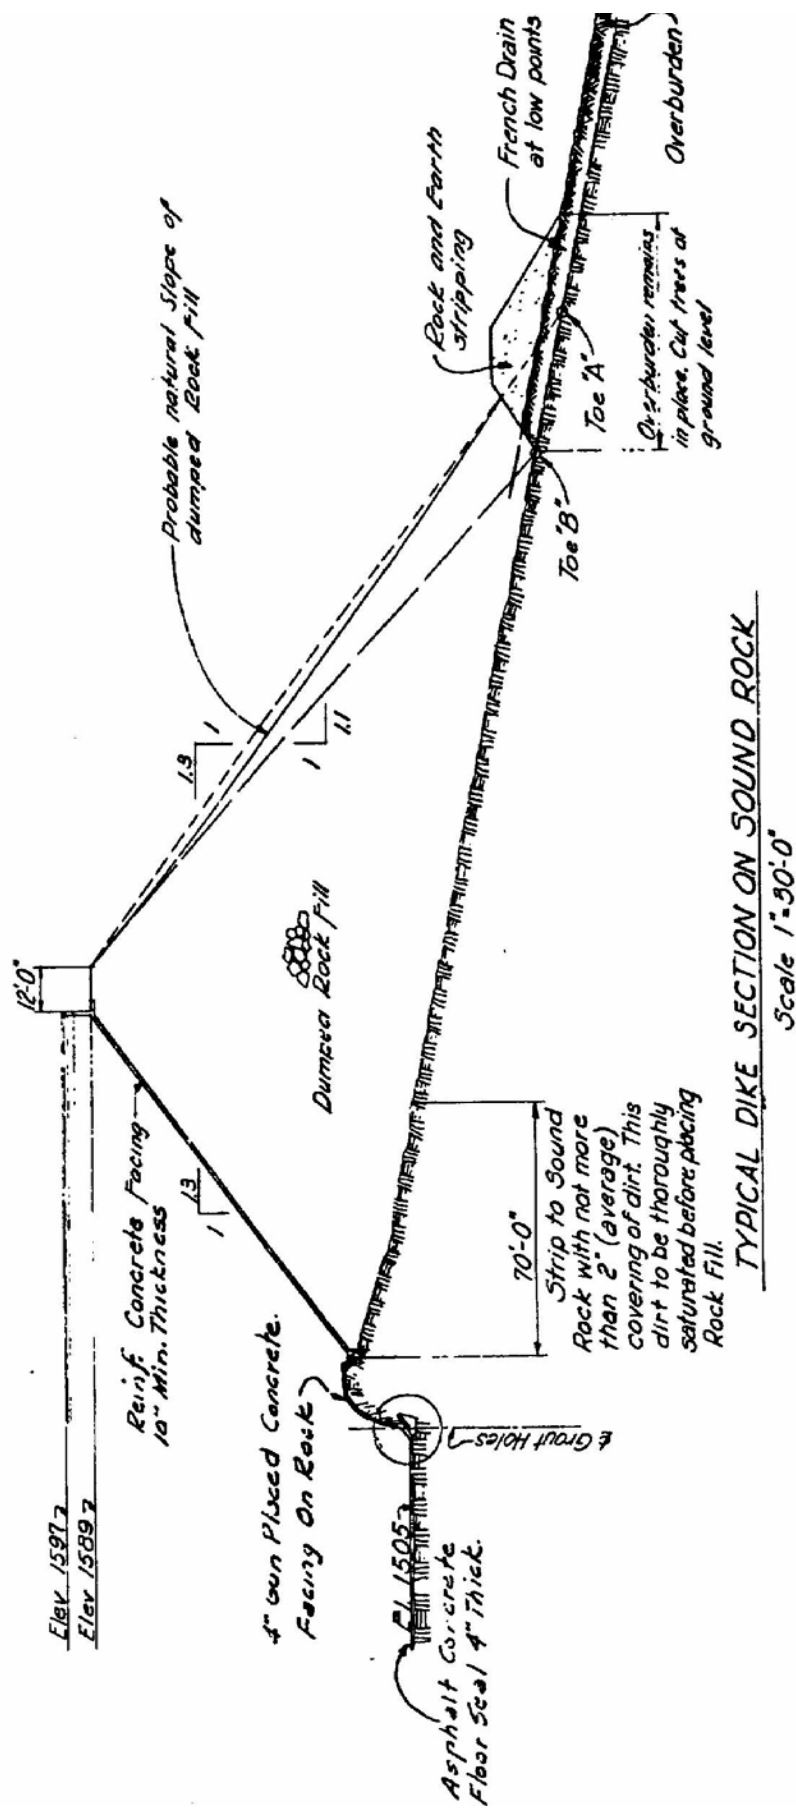 Elev 1597
Elev 1589
12'-0"
Reinf. Concrete Facing
10" Min. Thickness
1.3
1
4" Gun Placed Concrete.
Facing On Rock
El. 1505
Asphalt Concrete
Floor Seal 4" Thick.
℄ Grout Holes
Dumped Rock Fill
70'-0"
Strip to Sound
Rock with not more
than 2" (average)
covering of dirt. This
dirt to be thoroughly
saturated before placing
Rock Fill.
Probable natural Slope of
dumped Rock Fill
1.3
1
1
1.1
Rock and Earth
stripping
French Drain
at low points
Toe "B"
Toe "A"
Overburden remains
in place. Cut trees at
ground level
Overburden
TYPICAL DIKE SECTION ON SOUND ROCK
Scale 1"=30'-0"